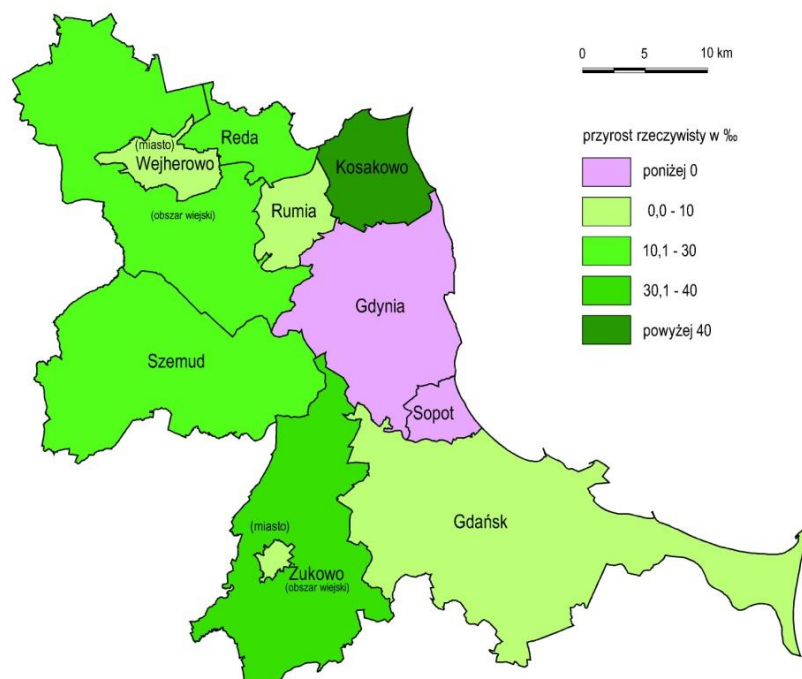 0 5 10 km
przyrost rzeczywisty w ‰
poniżej 0
0,0 - 10
10,1 - 30
30,1 - 40
powyżej 40
Reda
(miasto)
Wejherowo
Kosakowo
Rumia
(obszar wiejski)
Gdynia
Szemud
Sopot
Gdańsk
(miasto)
Żukowo
(obszar wiejski)